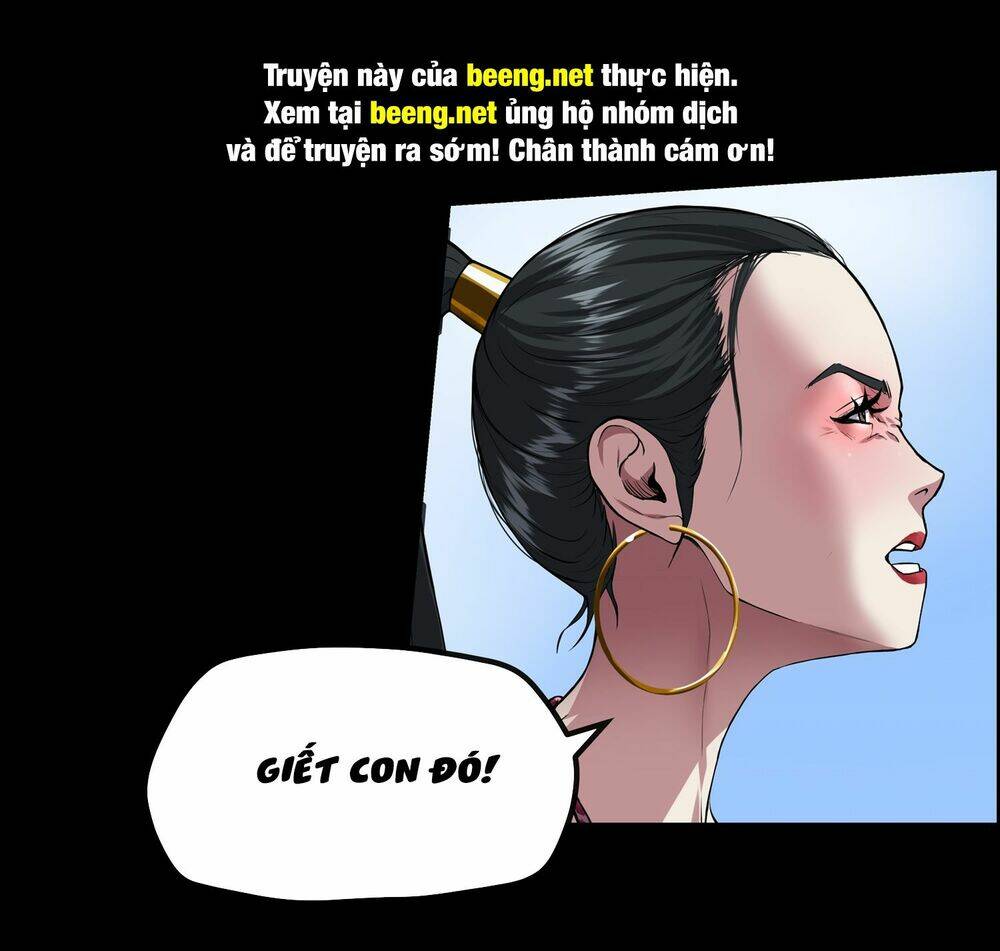 Truyện này của beeng.net thực hiện.
Xem tại beeng.net ủng hộ nhóm dịch
và để truyện ra sớm! Chân thành cám ơn!
GIẾT CON ĐÓ!